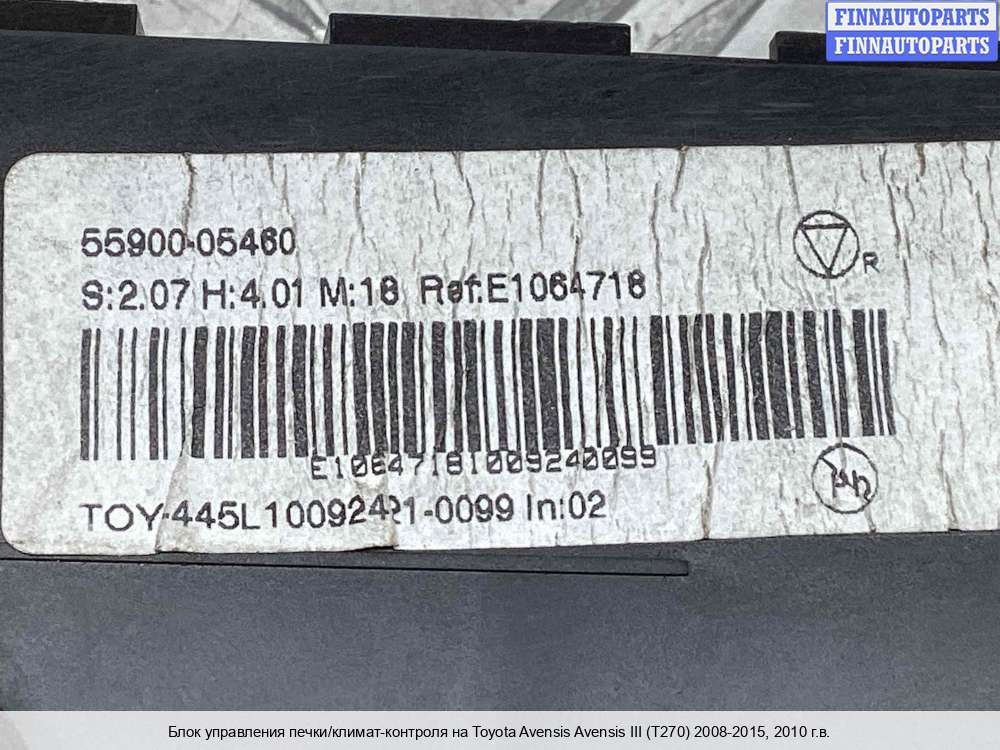 FINNAUTOPARTS
FINNAUTOPARTS
55900-05460
R
S:2.07 H:4.01 M:18 Ref:E1064718
E10647181009240099
TOY-445L10092421-0099 In:02
Блок управления печки/климат-контроля на Toyota Avensis Avensis III (T270) 2008-2015, 2010 г.в.